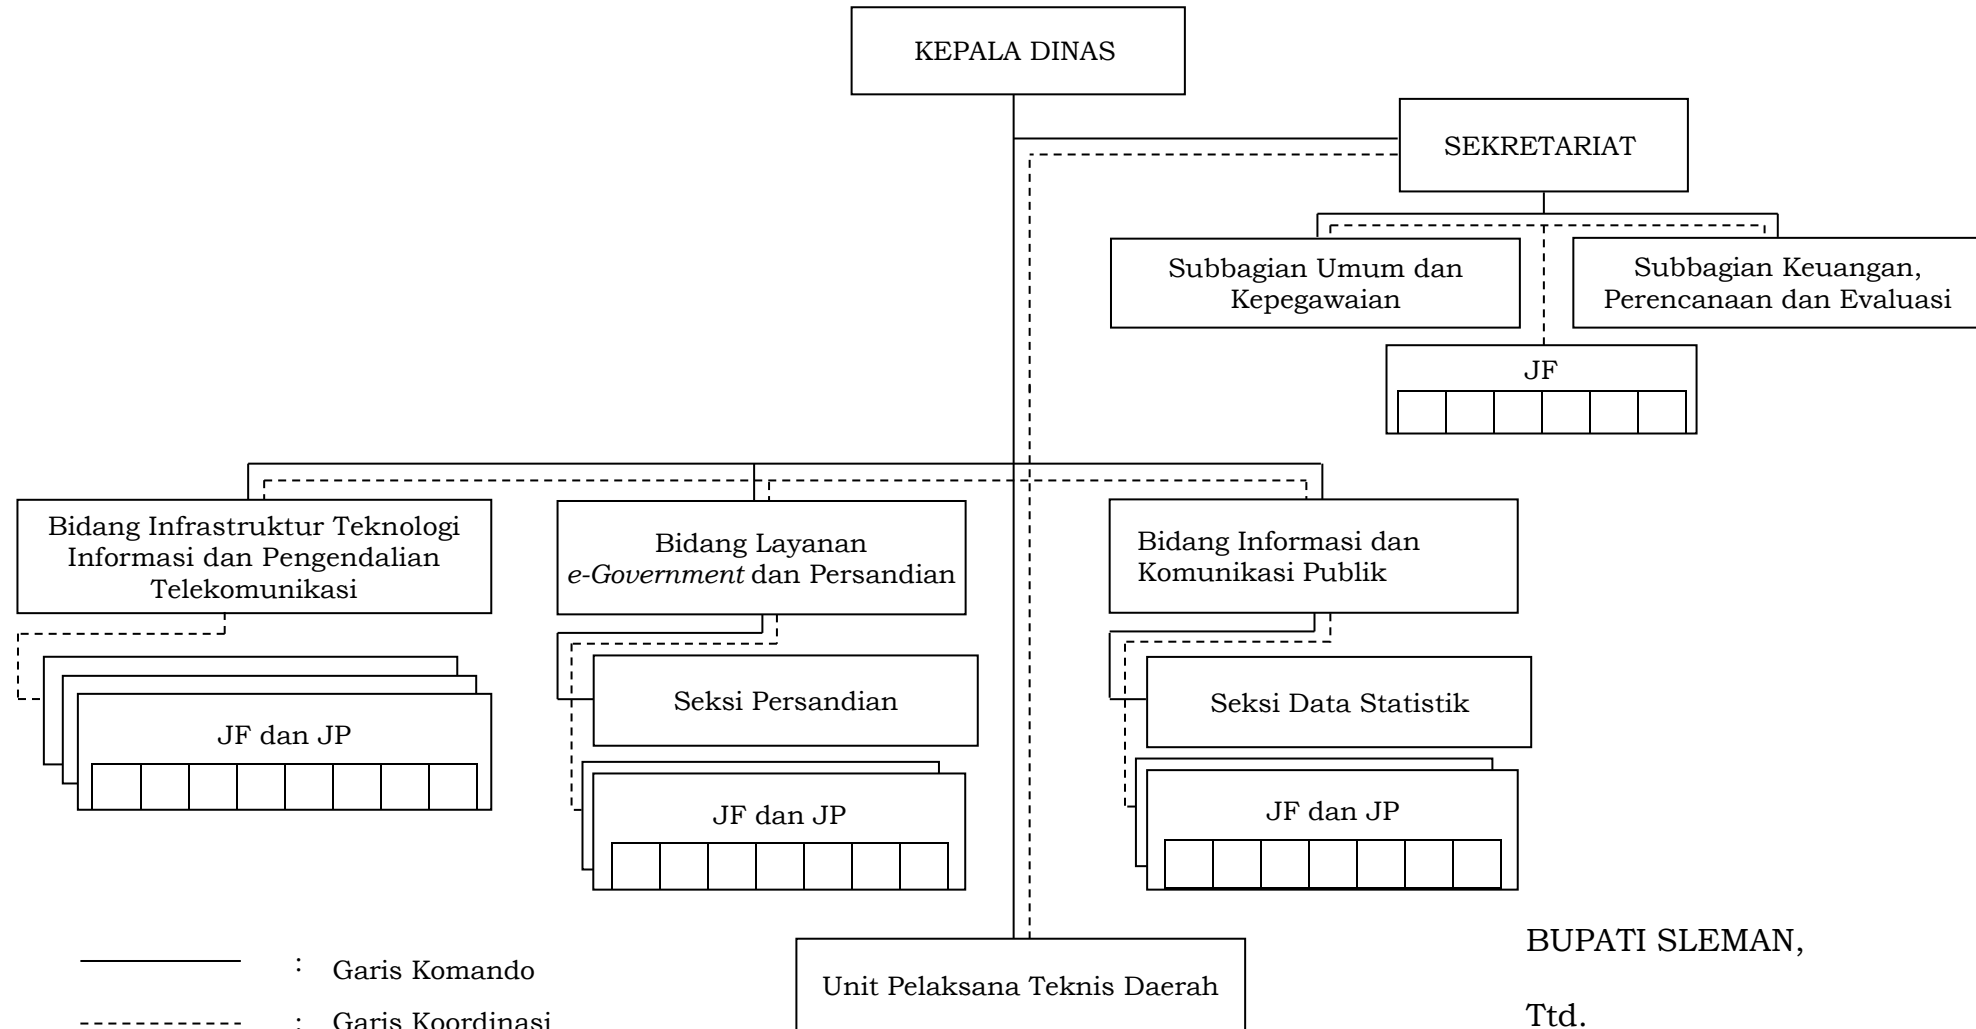 KEPALA DINAS
SEKRETARIAT
Subbagian Umum dan
Kepegawaian
Subbagian Keuangan,
Perencanaan dan Evaluasi
JF
Bidang Infrastruktur Teknologi
Informasi dan Pengendalian
Telekomunikasi
Bidang Layanan
e-Government dan Persandian
Bidang Informasi dan
Komunikasi Publik
JF dan JP
Seksi Persandian
JF dan JP
Seksi Data Statistik
JF dan JP
: Garis Komando
: Garis Koordinasi
Unit Pelaksana Teknis Daerah
BUPATI SLEMAN,
Ttd.